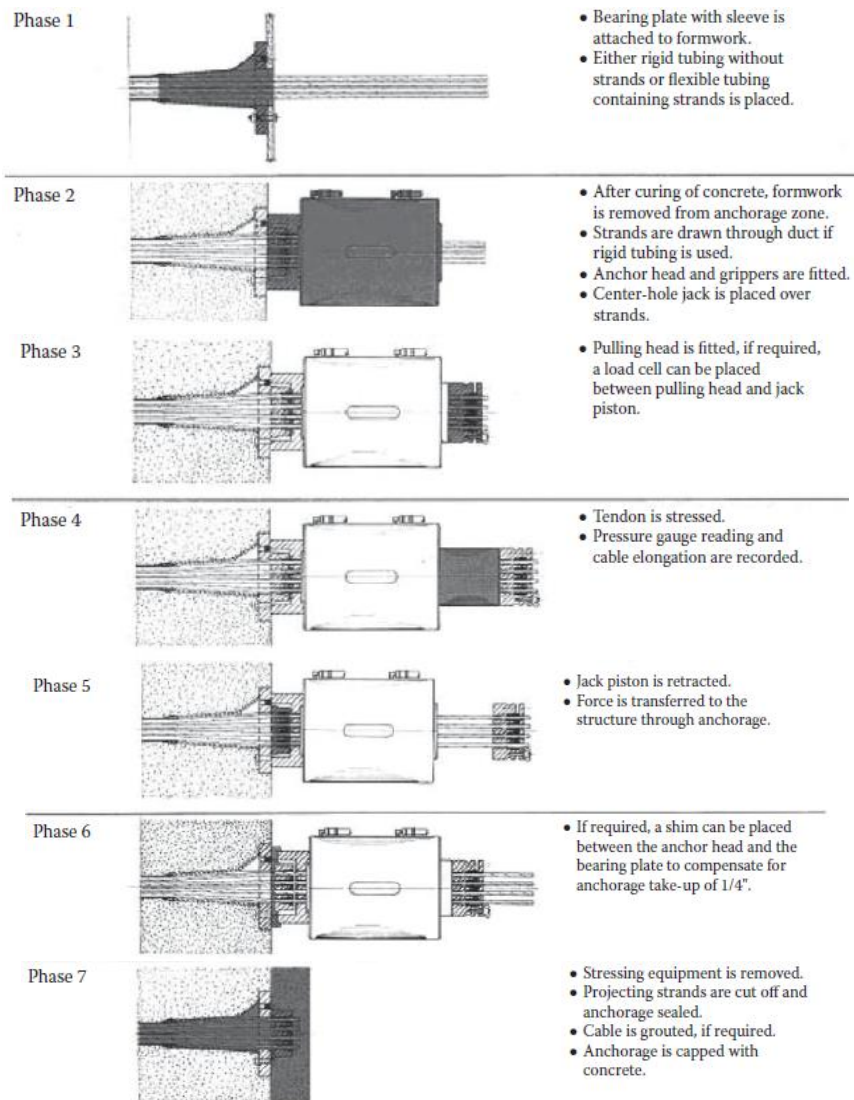 Phase 1
• Bearing plate with sleeve is
attached to formwork.
• Either rigid tubing without
strands or flexible tubing
containing strands is placed.
Phase 2
• After curing of concrete, formwork
is removed from anchorage zone.
• Strands are drawn through duct if
rigid tubing is used.
• Anchor head and grippers are fitted.
• Center-hole jack is placed over
strands.
Phase 3
• Pulling head is fitted, if required,
a load cell can be placed
between pulling head and jack
piston.
Phase 4
• Tendon is stressed.
• Pressure gauge reading and
cable elongation are recorded.
Phase 5
• Jack piston is retracted.
• Force is transferred to the
structure through anchorage.
Phase 6
• If required, a shim can be placed
between the anchor head and the
bearing plate to compensate for
anchorage take-up of 1/4".
Phase 7
• Stressing equipment is removed.
• Projecting strands are cut off and
anchorage sealed.
• Cable is grouted, if required.
• Anchorage is capped with
concrete.